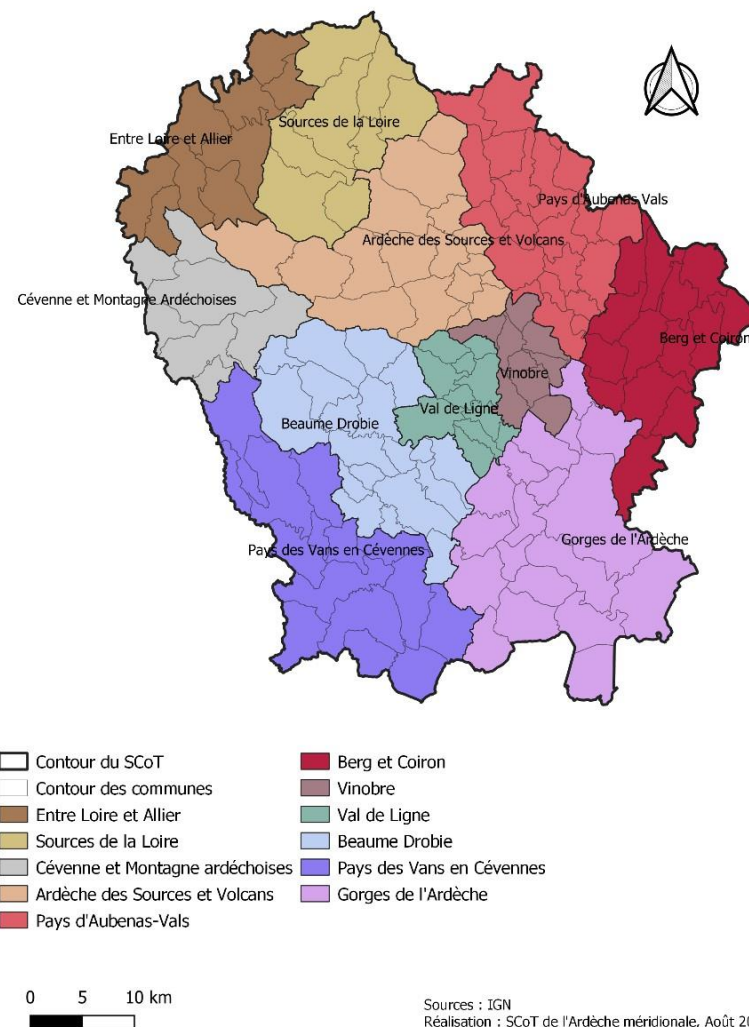 Sources de la Loire
Entre Loire et Allier
Pays d'Aubenas-Vals
Ardèche des Sources et Volcans
Cévenne et Montagne Ardéchoises
Berg et Coiron
Vinobre
Val de Ligne
Beaume Drobie
Gorges de l'Ardèche
Pays des Vans en Cévennes
Contour du SCoT
Contour des communes
Entre Loire et Allier
Sources de la Loire
Cévenne et Montagne ardéchoises
Ardèche des Sources et Volcans
Pays d'Aubenas-Vals
Berg et Coiron
Vinobre
Val de Ligne
Beaume Drobie
Pays des Vans en Cévennes
Gorges de l'Ardèche
0 5 10 km
Sources : IGN
Réalisation : SCoT de l'Ardèche méridionale, Août